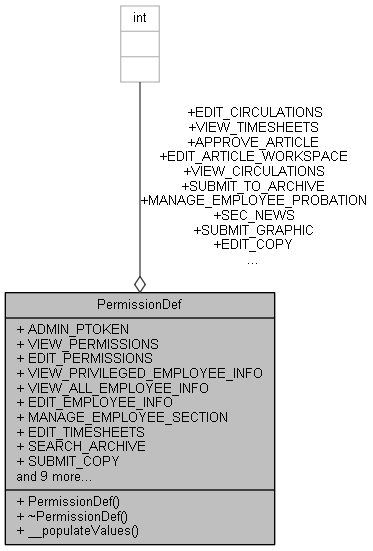 int
+EDIT_CIRCULATIONS
+VIEW_TIMESHEETS
+APPROVE_ARTICLE
+EDIT_ARTICLE_WORKSPACE
+VIEW_CIRCULATIONS
+SUBMIT_TO_ARCHIVE
+MANAGE_EMPLOYEE_PROBATION
+SEC_NEWS
+SUBMIT_GRAPHIC
+EDIT_COPY
...
PermissionDef
+ ADMIN_PTOKEN
+ VIEW_PERMISSIONS
+ EDIT_PERMISSIONS
+ VIEW_PRIVILEGED_EMPLOYEE_INFO
+ VIEW_ALL_EMPLOYEE_INFO
+ EDIT_EMPLOYEE_INFO
+ MANAGE_EMPLOYEE_SECTION
+ EDIT_TIMESHEETS
+ SEARCH_ARCHIVE
+ SUBMIT_COPY
and 9 more...
+ PermissionDef()
+ ~PermissionDef()
+ __populateValues()